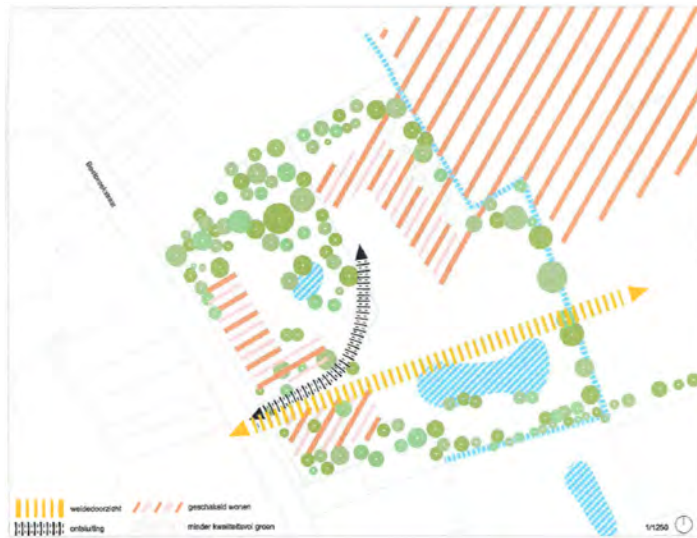 weidedoorzicht
geschakeld wonen
ontsluiting
minder kwaliteitsvol groen
1/1250